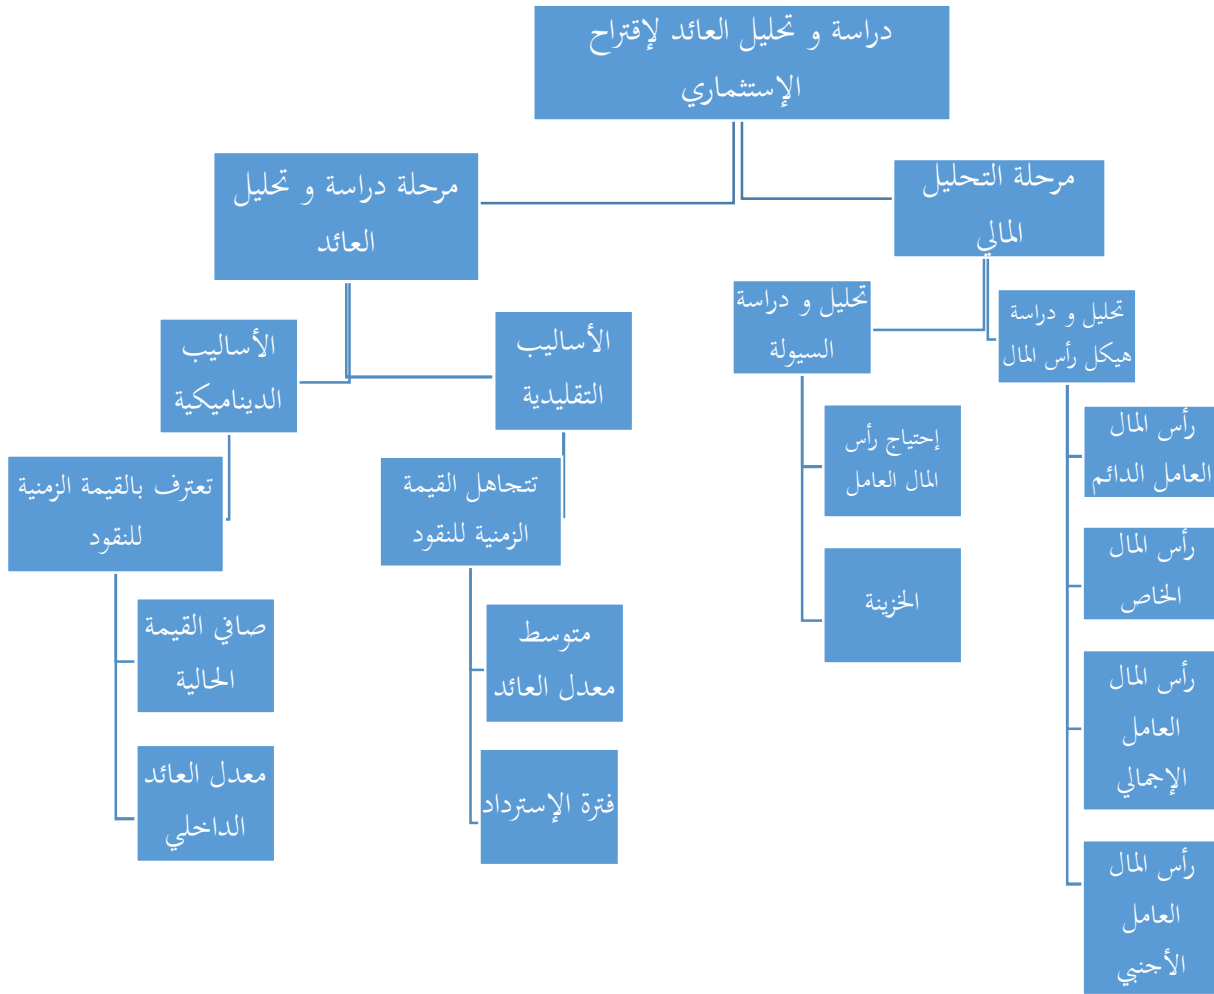 دراسة و تحليل العائد لإقتراح
الإستثماري
مرحلة التحليل
المالي
مرحلة دراسة و تحليل
العائد
تحليل و دراسة
هيكل رأس المال
تحليل و دراسة
السيولة
الأساليب
التقليدية
الأساليب
الديناميكية
رأس المال
العامل الدائم
رأس المال
الخاص
رأس المال
العامل
الإجمالي
رأس المال
العامل
الأجنبي
إحتياج رأس
المال العامل
الخزينة
تتجاهل القيمة
الزمنية للنقود
متوسط
معدل العائد
فترة الإسترداد
تعترف بالقيمة الزمنية
للنقود
صافي القيمة
الحالية
معدل العائد
الداخلي